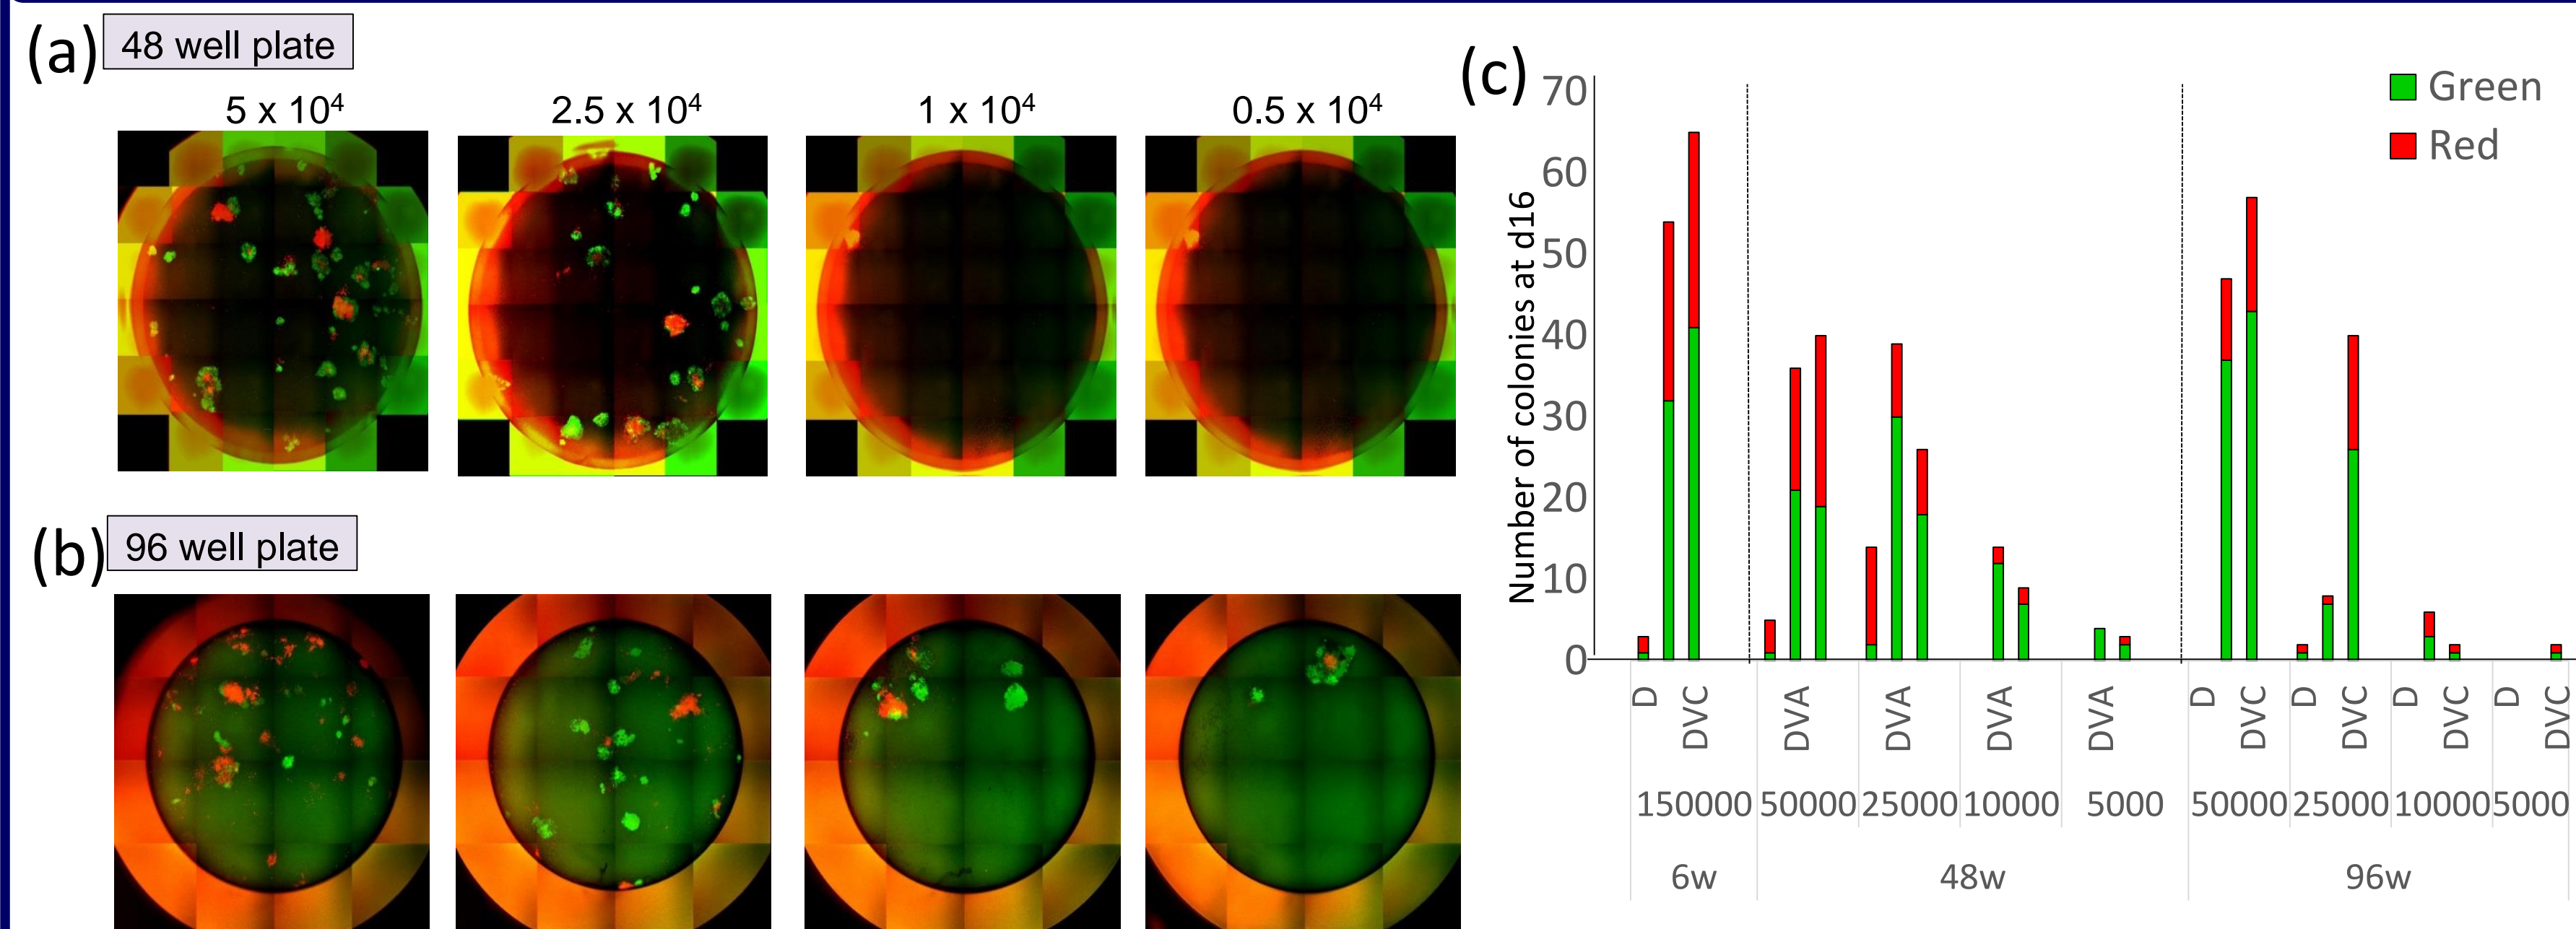 (a) 48 well plate
5 x 10⁴ 2.5 x 10⁴ 1 x 10⁴ 0.5 x 10⁴
(b) 96 well plate
(c)
Number of colonies at d16
70
60
50
40
30
20
10
0
Green
Red
D DVC DVA DVA DVA DVA D DVC D DVC D DVC D DVC
150000 50000 25000 10000 5000 50000 25000 10000 5000
6w 48w 96w